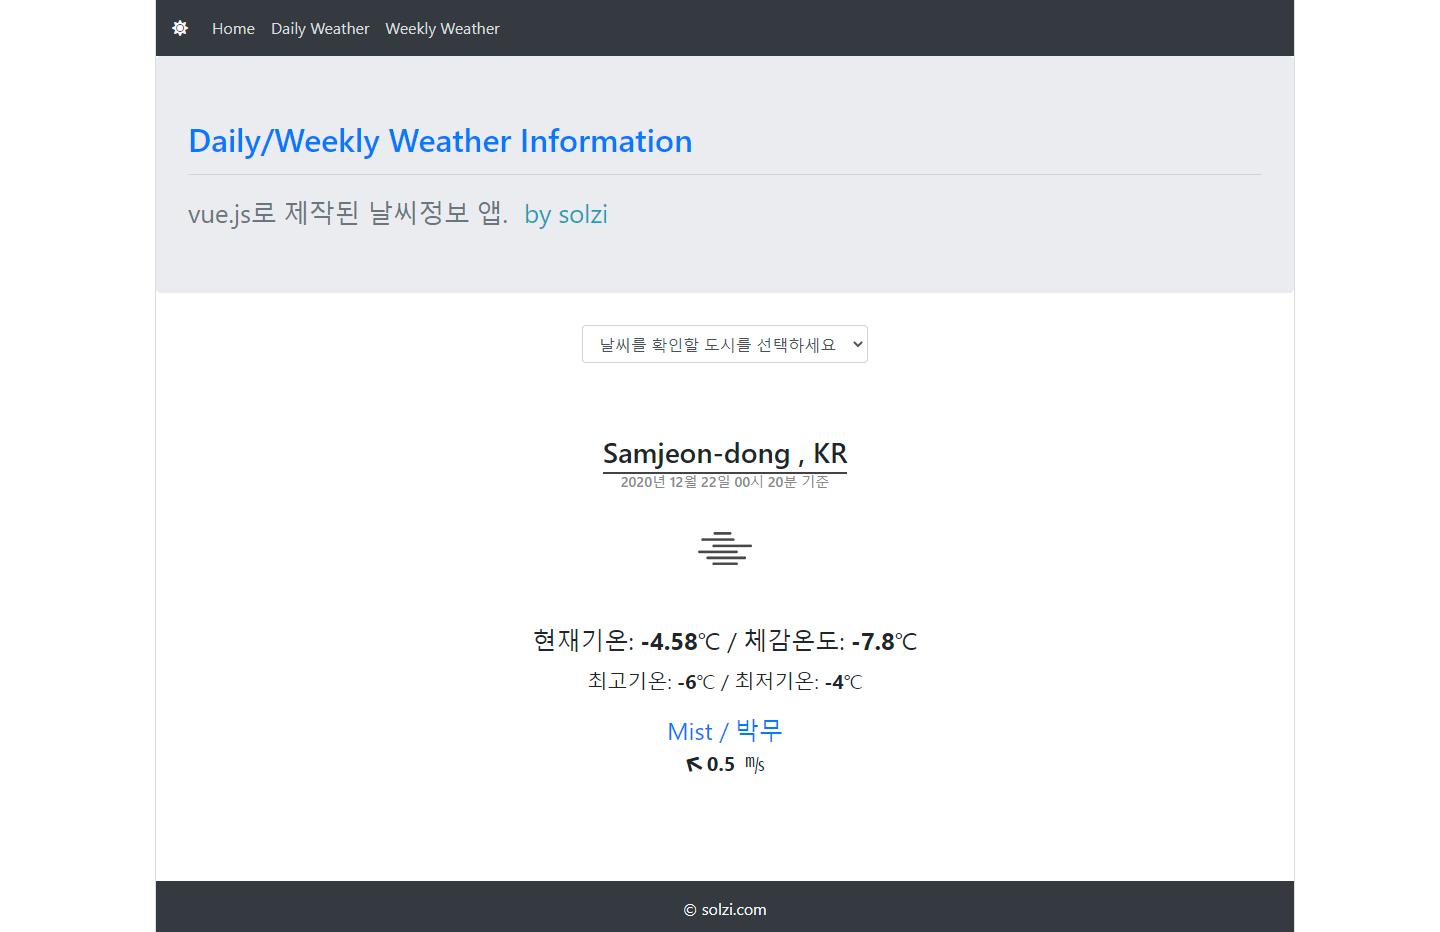 Home Daily Weather Weekly Weather
Daily/Weekly Weather Information
vue.js로 제작된 날씨정보 앱. by solzi
날씨를 확인할 도시를 선택하세요
Samjeon-dong , KR
2020년 12월 22일 00시 20분 기준
현재기온: -4.58℃ / 체감온도: -7.8℃
최고기온: -6℃ / 최저기온: -4℃
Mist / 박무
0.5 ㎧
© solzi.com